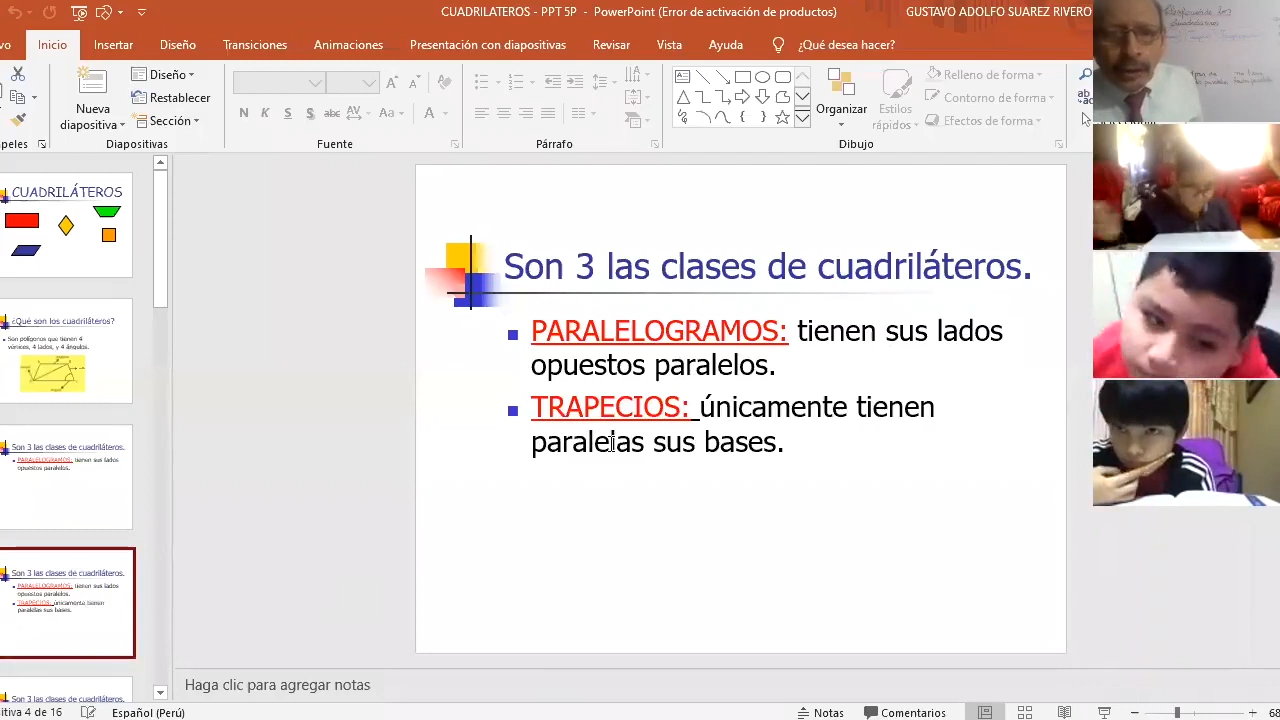 CUADRILATEROS - PPT 5P - PowerPoint (Error de activación de productos)
GUSTAVO ADOLFO SUAREZ RIVERO
Inicio
Insertar
Diseño
Transiciones
Animaciones
Presentación con diapositivas
Revisar
Vista
Ayuda
¿Qué desea hacer?
Nueva
diapositiva
Diseño
Restablecer
Sección
Organizar
Estilos
rápidos
Relleno de forma
Contorno de forma
Efectos de forma
Diapositivas
Fuente
Párrafo
Dibujo
CUADRILÁTEROS
¿Qué son los cuadriláteros?
Son polígonos que tienen 4
vértices, 4 lados, y 4 ángulos.
Son 3 las clases de cuadriláteros.
PARALELOGRAMOS: tienen sus lados
opuestos paralelos.
Son 3 las clases de cuadriláteros.
PARALELOGRAMOS: tienen sus lados
opuestos paralelos.
TRAPECIOS: únicamente tienen
paralelas sus bases.
Son 3 las clases de cuadriláteros.
Son 3 las clases de cuadriláteros.
PARALELOGRAMOS: tienen sus lados
opuestos paralelos.
TRAPECIOS: únicamente tienen
paralelas sus bases.
Haga clic para agregar notas
sitiva 4 de 16
Español (Perú)
Notas
Comentarios
68